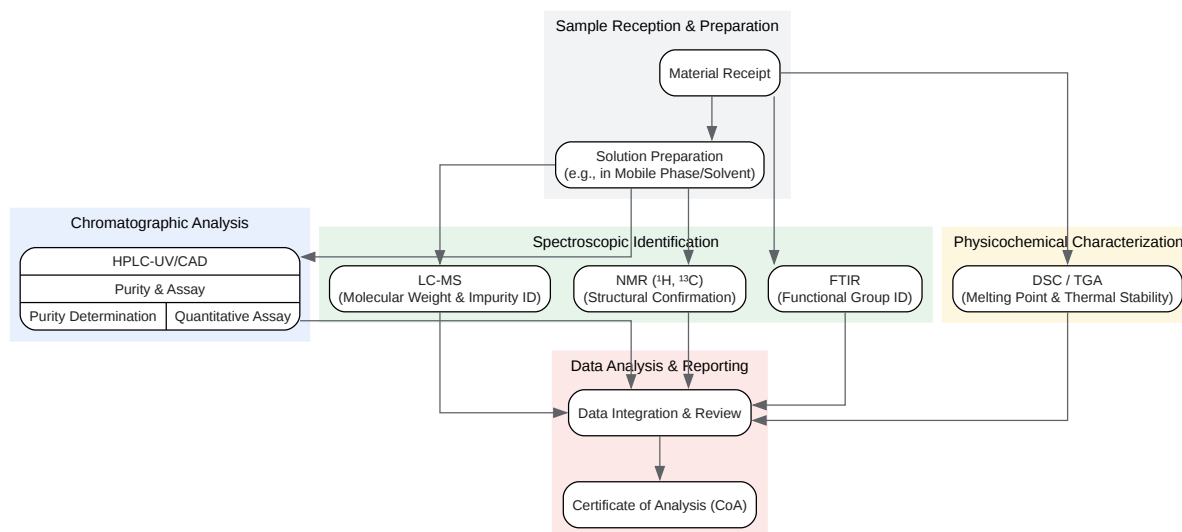 Sample Reception & Preparation
Material Receipt
Solution Preparation
(e.g., in Mobile Phase/Solvent)
Chromatographic Analysis
HPLC-UV/CAD
Purity & Assay
Purity Determination
Quantitative Assay
Spectroscopic Identification
LC-MS
(Molecular Weight & Impurity ID)
NMR (¹H, ¹³C)
(Structural Confirmation)
FTIR
(Functional Group ID)
Physicochemical Characterization
DSC / TGA
(Melting Point & Thermal Stability)
Data Analysis & Reporting
Data Integration & Review
Certificate of Analysis (CoA)